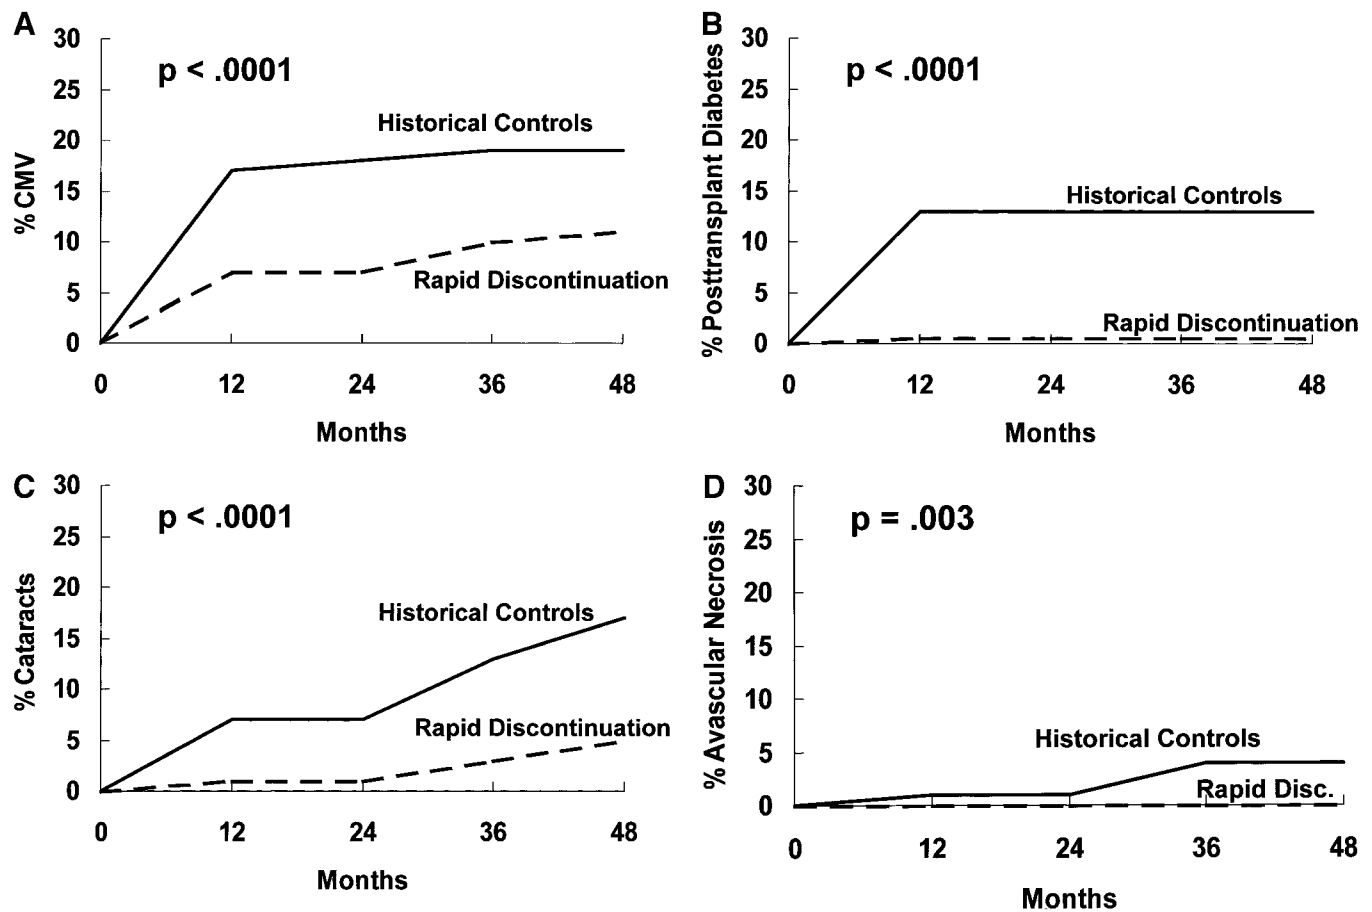 A
30
25
20
15
10
5
0
% CMV
p < .0001
Historical Controls
Rapid Discontinuation
0 12 24 36 48
Months
B
30
25
20
15
10
5
0
% Posttransplant Diabetes
p < .0001
Historical Controls
Rapid Discontinuation
0 12 24 36 48
Months
C
30
25
20
15
10
5
0
% Cataracts
p < .0001
Historical Controls
Rapid Discontinuation
0 12 24 36 48
Months
D
30
25
20
15
10
5
0
% Avascular Necrosis
p = .003
Historical Controls
Rapid Disc.
0 12 24 36 48
Months